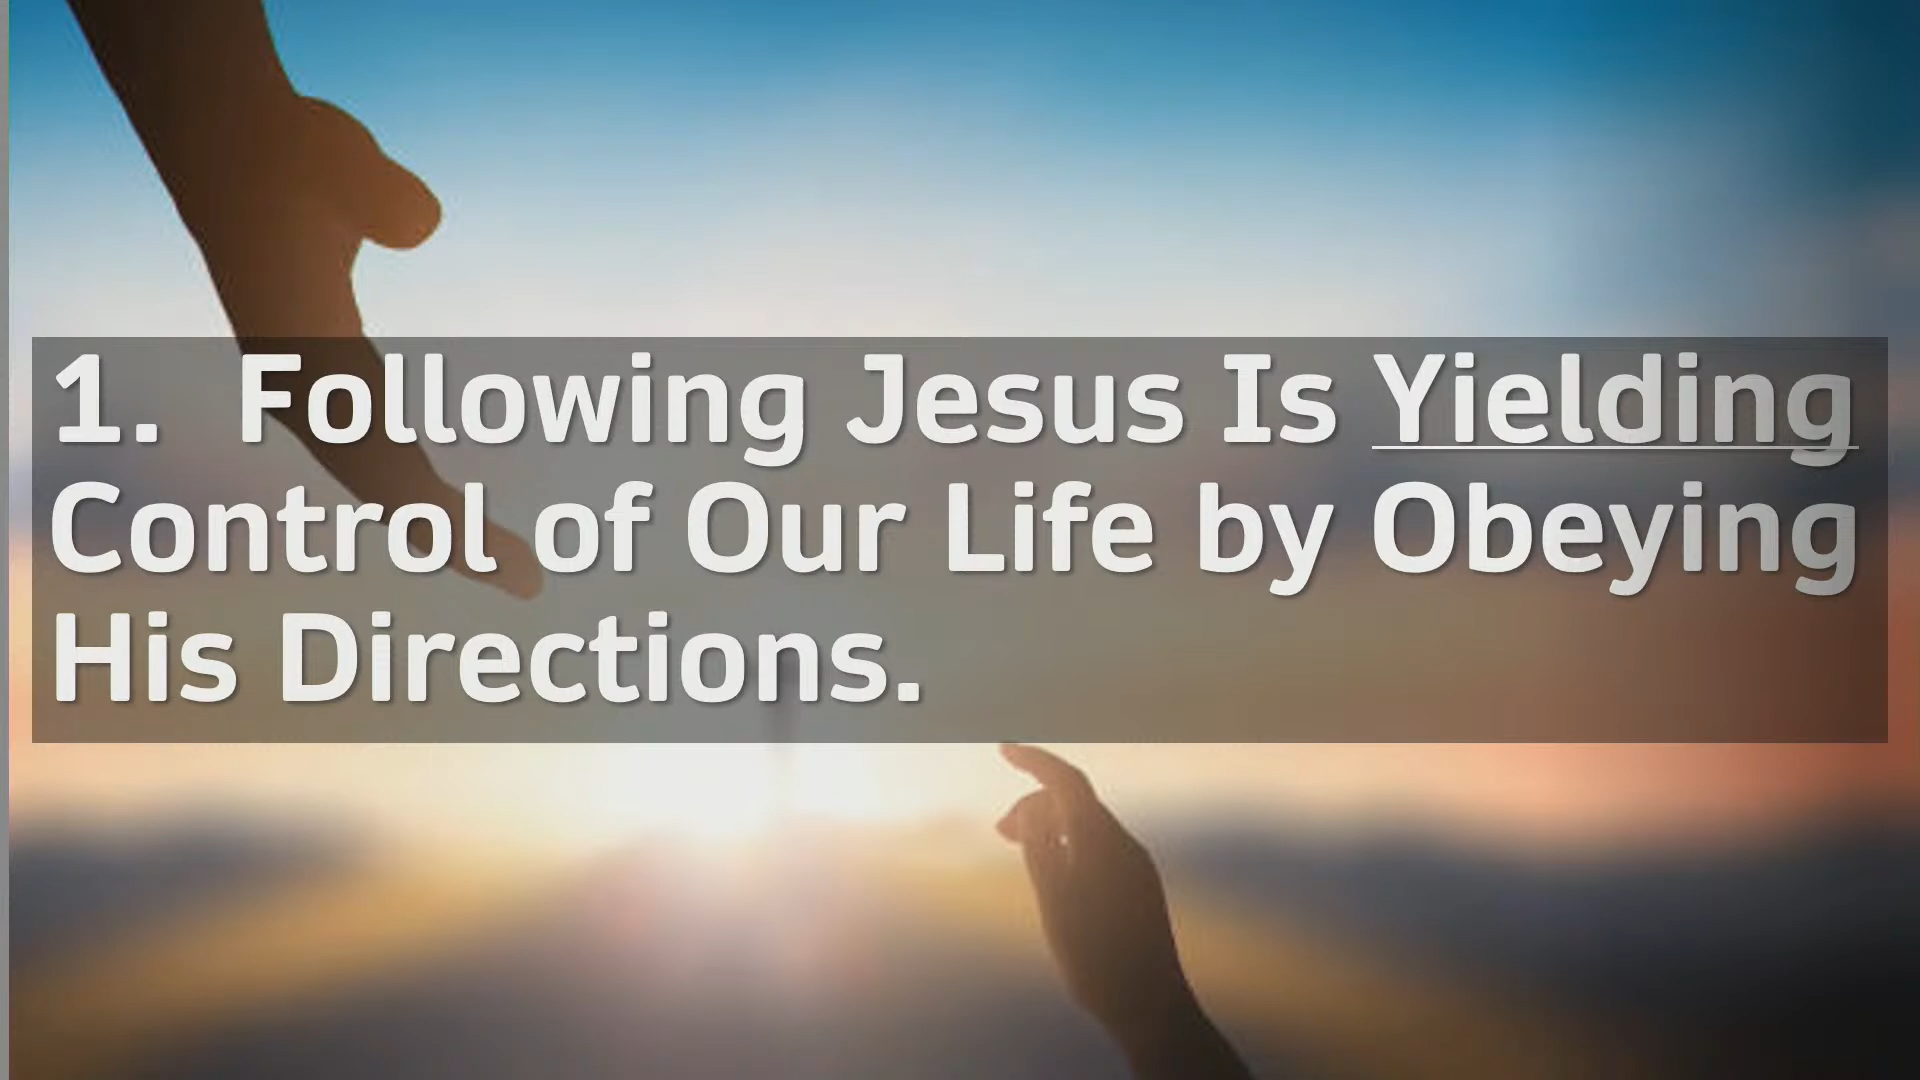 1. Following Jesus Is Yielding
Control of Our Life by Obeying
His Directions.